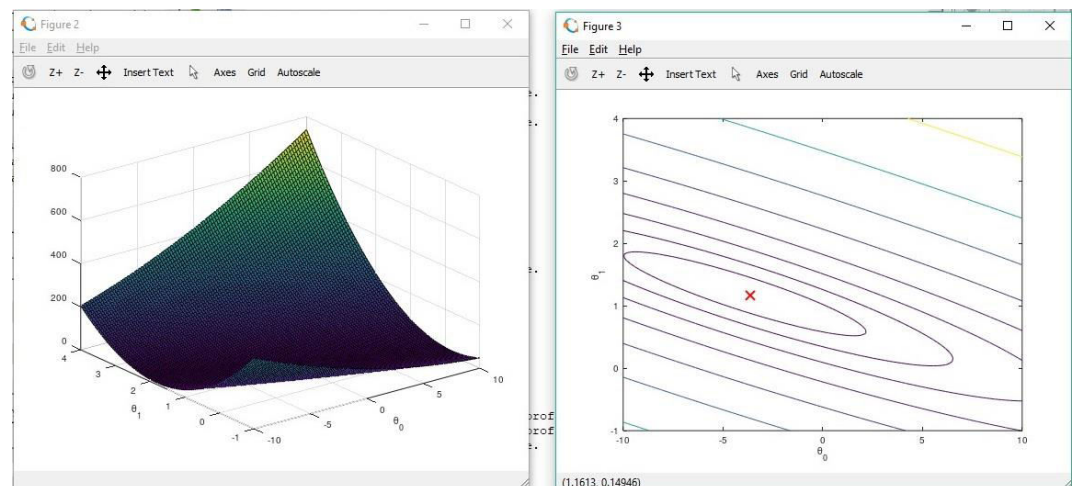 Figure 2
File Edit Help
Z+ Z- Insert Text Axes Grid Autoscale
800
600
400
200
0
4
3
2
1
0
-1
θ1
-10
-5
0
5
10
θ0
Figure 3
File Edit Help
Z+ Z- Insert Text Axes Grid Autoscale
4
3
2
1
0
-1
θ1
-10 -5 0 5 10
θ0
(1.1613, 0.14946)
prof
prof